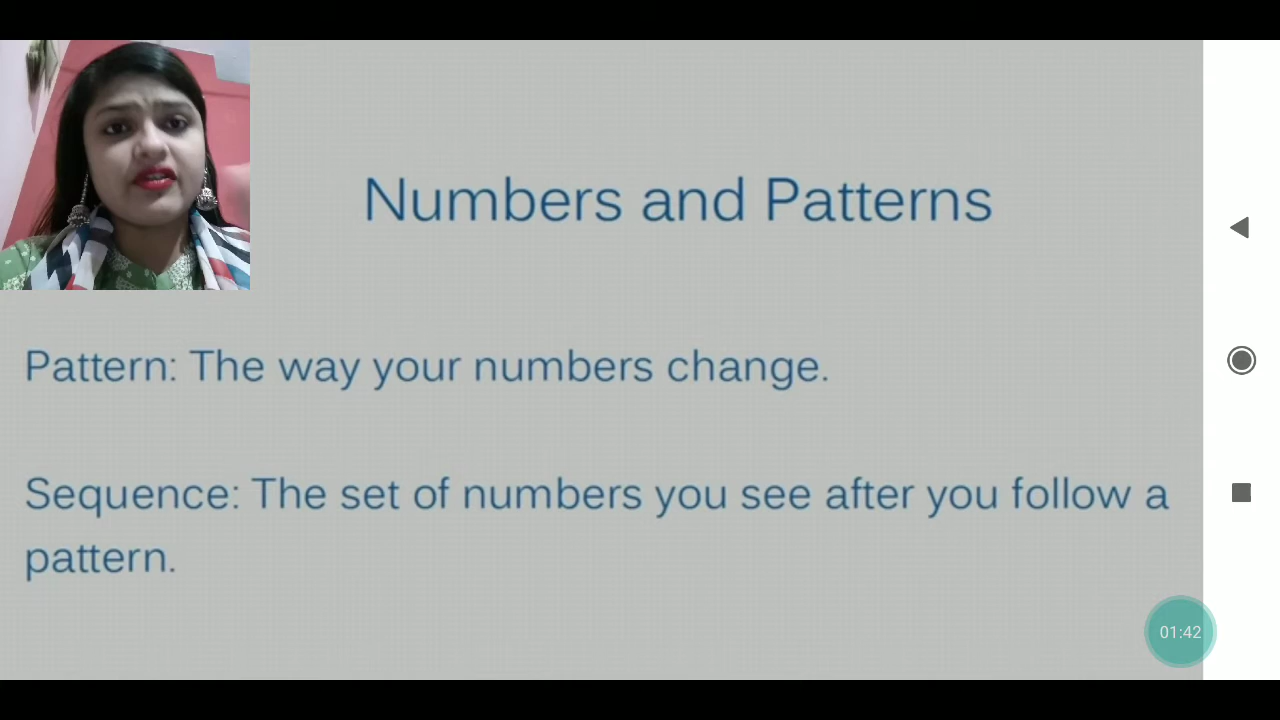 Numbers and Patterns
Pattern: The way your numbers change.
Sequence: The set of numbers you see after you follow a
pattern.
01:42